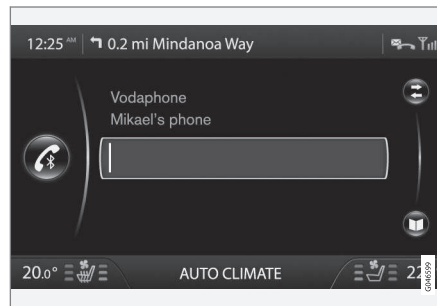 12:25 AM 0.2 mi Mindanoa Way
Vodaphone
Mikael's phone
20.0° AUTO CLIMATE 22
G046599